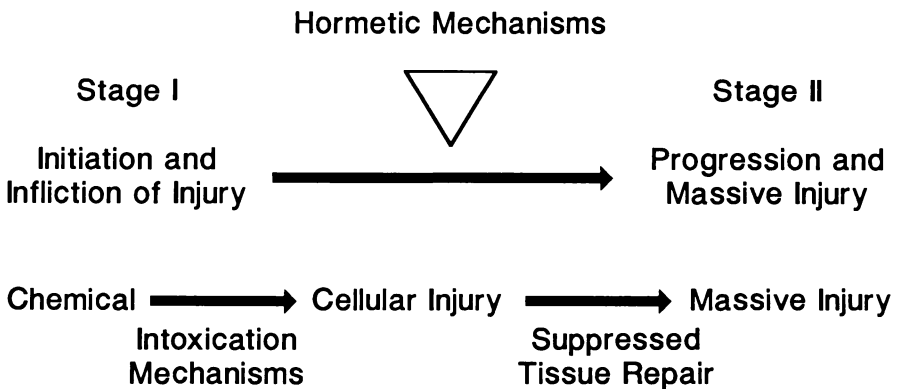 Hormetic Mechanisms
Stage I
Stage II
Initiation and
Infliction of Injury
Progression and
Massive Injury
Chemical
Cellular Injury
Massive Injury
Intoxication
Mechanisms
Suppressed
Tissue Repair